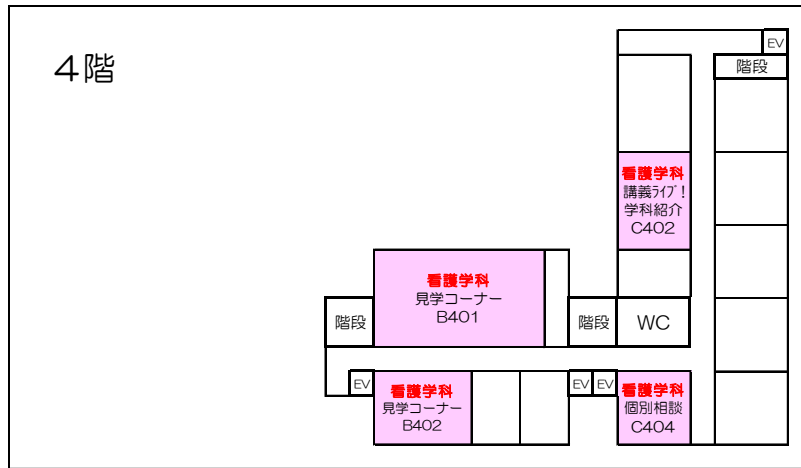 4階
EV
階段
看護学科
講義ﾗｲﾌﾞ!
学科紹介
C402
看護学科
見学コーナー
B401
階段
階段
WC
EV
看護学科
見学コーナー
B402
EV
EV
看護学科
個別相談
C404